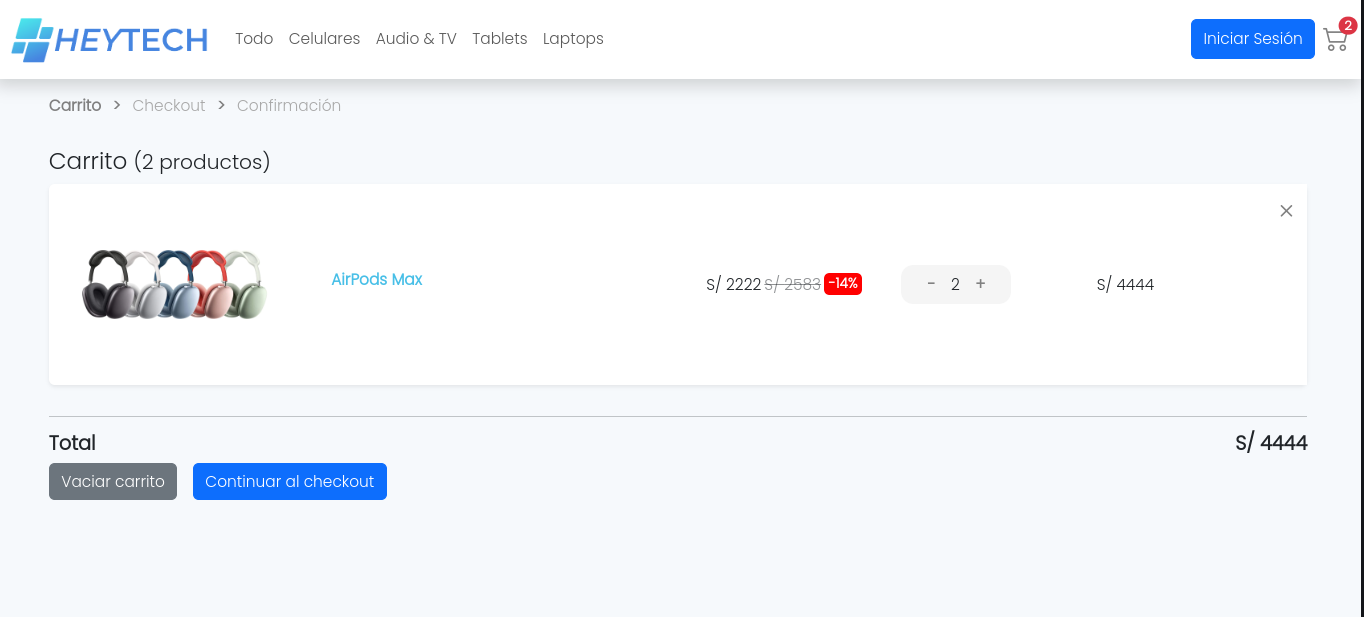 HEYTECH Todo Celulares Audio & TV Tablets Laptops Iniciar Sesión 2
Carrito > Checkout > Confirmación
Carrito (2 productos)
AirPods Max S/ 2222 S/ 2583 -14% - 2 + S/ 4444
Total S/ 4444
Vaciar carrito Continuar al checkout